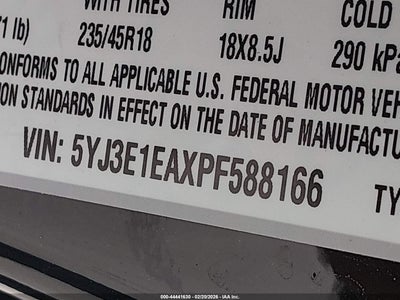 WITH TIRES RIM COLD
1 lb) 235/45R18 18X8.5J 290 kPa
ONFORMS TO ALL APPLICABLE U.S. FEDERAL MOTOR VEH
ON STANDARDS IN EFFECT ON THE DATE OF MANUFACTU
VIN: 5YJ3E1EAXPF588166 TY
000-44441630 - 02/20/2026 - IAA Inc.